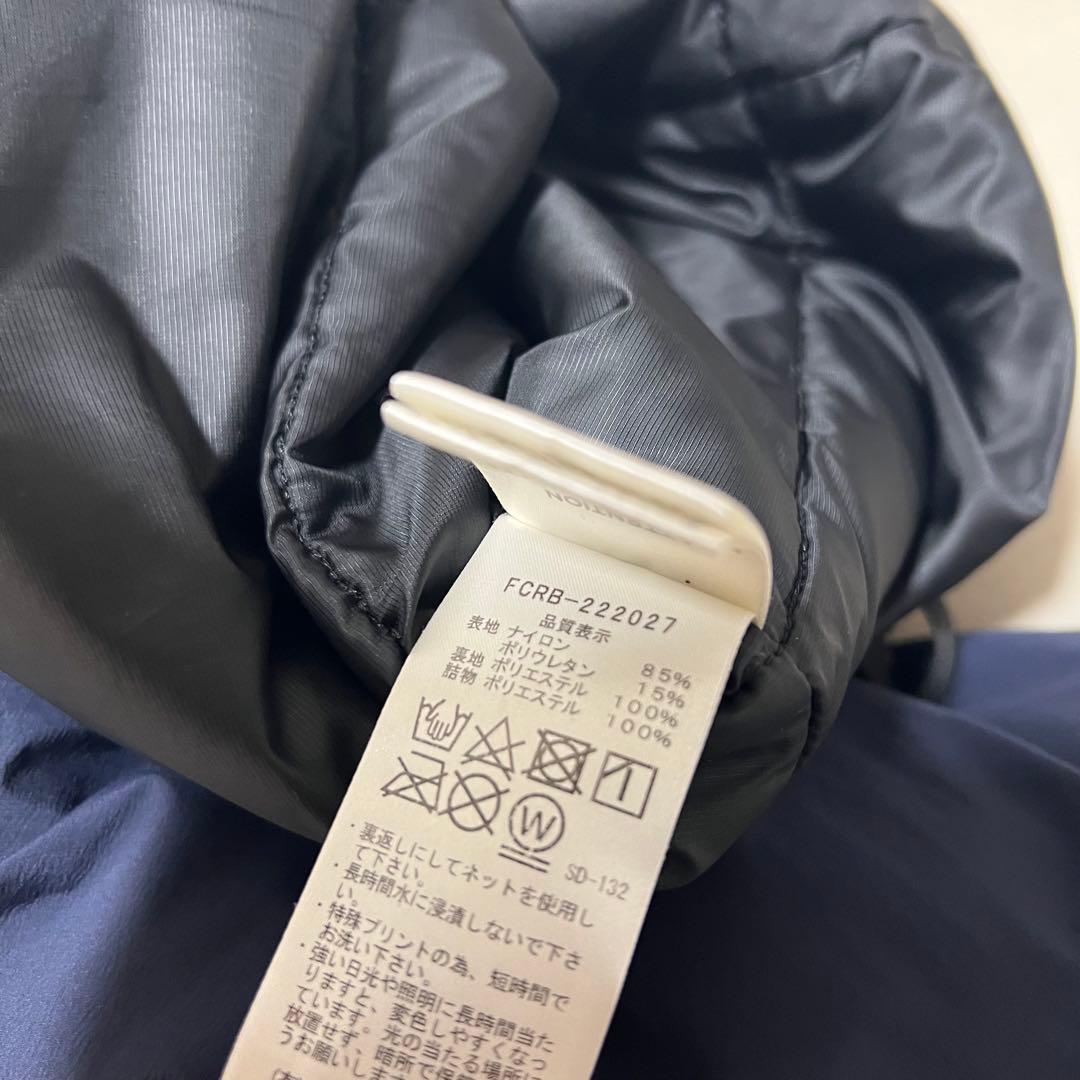 ATTENTION
FCRB-222027
品質表示
表地 ナイロン 85%
ポリウレタン 15%
裏地 ポリエステル 100%
詰物 ポリエステル 100%
W
SD-132
・裏返しにしてネットを使用し
て下さい。
・長時間水に浸漬しないで下さ
い。
・特殊プリントの為、短時間で
お洗い下さい。
・強い日光や照明に長時間当た
りますと、変色しやすくなっ
ています。光の当たる場所に
放置せず、暗所で保
うお願いします